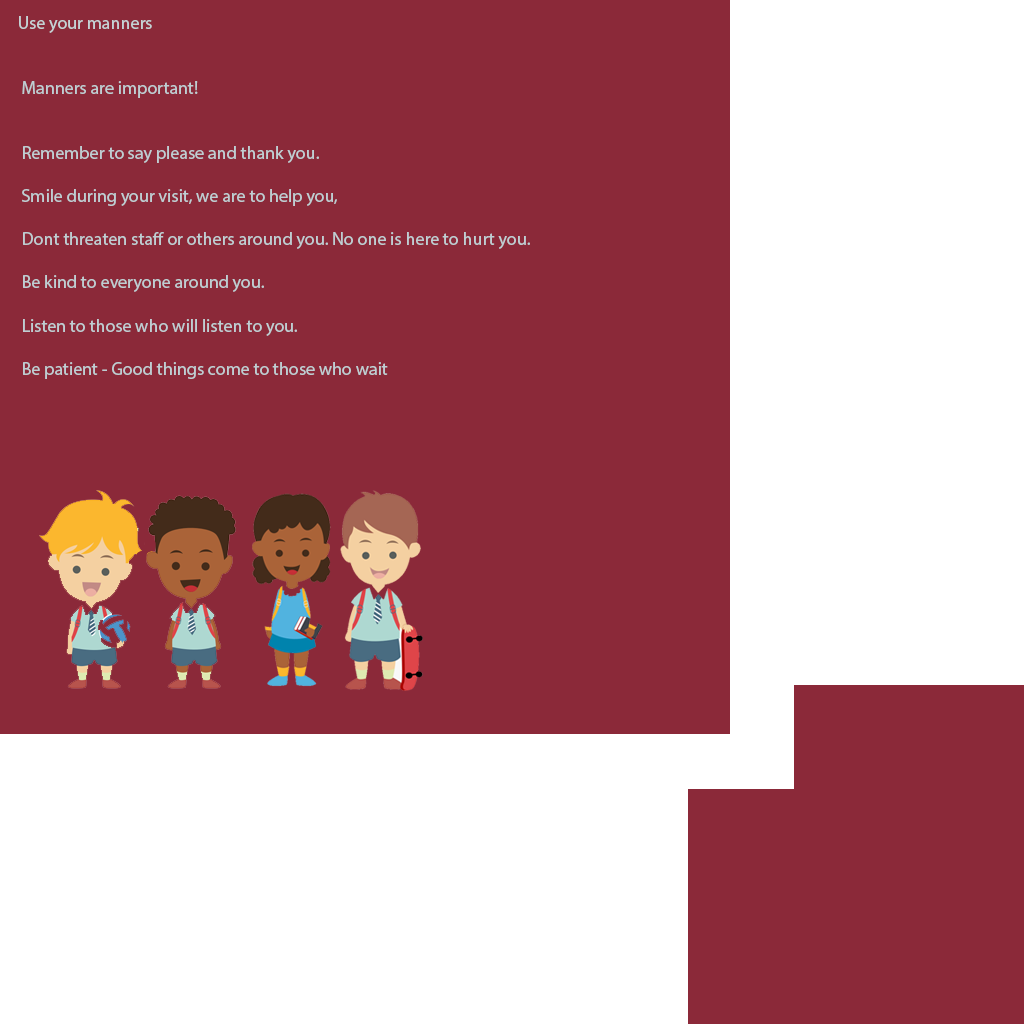 Use your manners
Manners are important!
Remember to say please and thank you.
Smile during your visit, we are to help you,
Dont threaten staff or others around you. No one is here to hurt you.
Be kind to everyone around you.
Listen to those who will listen to you.
Be patient - Good things come to those who wait